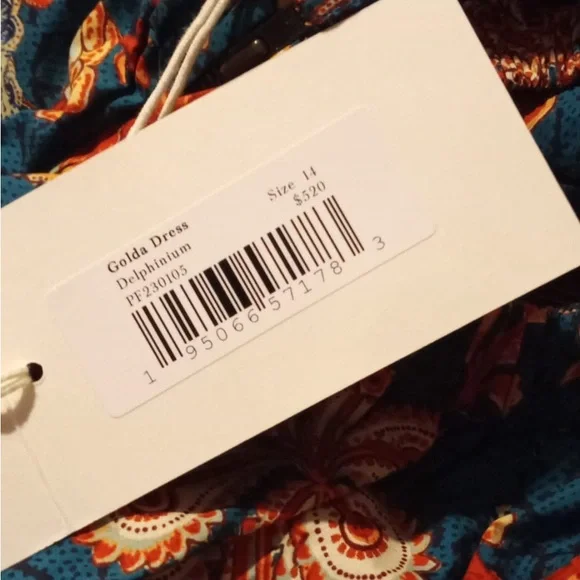 Golda Dress
Delphinium
PF230105
Size 14
$520
1 95066 57178 3